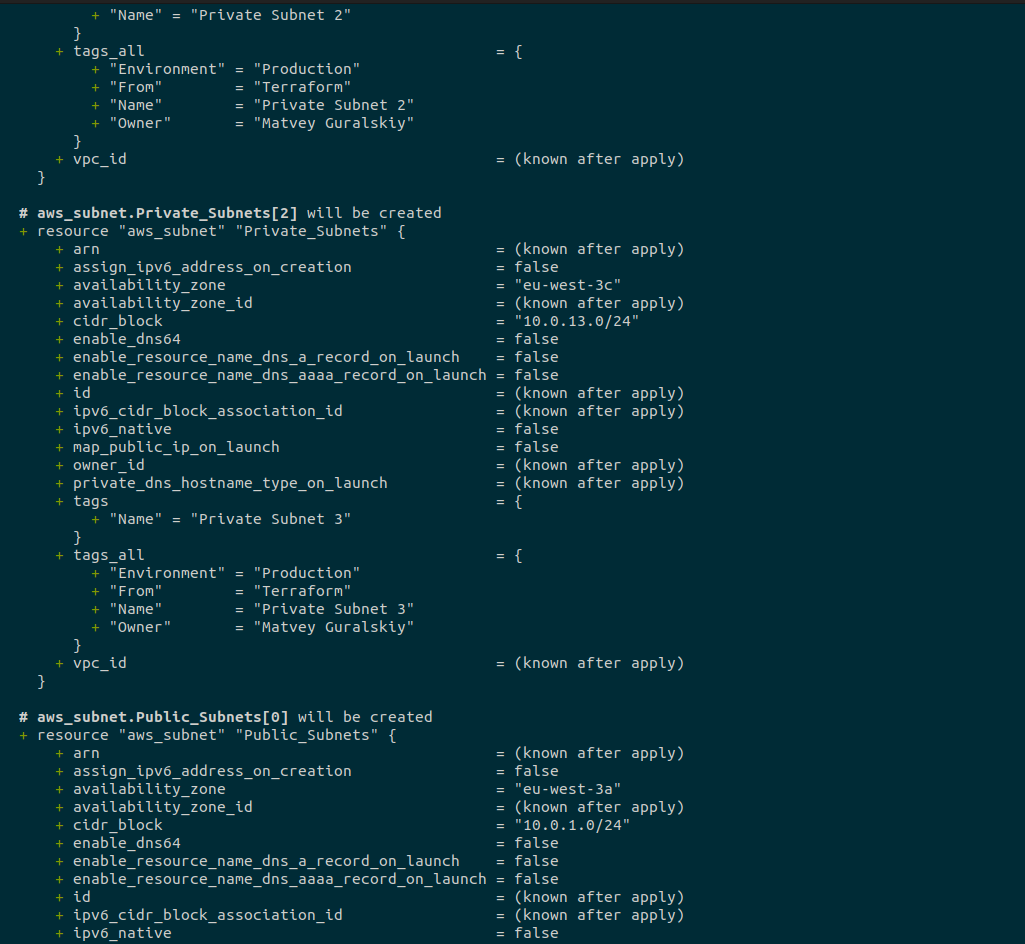 + "Name" = "Private Subnet 2"
}
+ tags_all = {
+ "Environment" = "Production"
+ "From" = "Terraform"
+ "Name" = "Private Subnet 2"
+ "Owner" = "Matvey Guralskiy"
}
+ vpc_id = (known after apply)
}
# aws_subnet.Private_Subnets[2] will be created
+ resource "aws_subnet" "Private_Subnets" {
+ arn = (known after apply)
+ assign_ipv6_address_on_creation = false
+ availability_zone = "eu-west-3c"
+ availability_zone_id = (known after apply)
+ cidr_block = "10.0.13.0/24"
+ enable_dns64 = false
+ enable_resource_name_dns_a_record_on_launch = false
+ enable_resource_name_dns_aaaa_record_on_launch = false
+ id = (known after apply)
+ ipv6_cidr_block_association_id = (known after apply)
+ ipv6_native = false
+ map_public_ip_on_launch = false
+ owner_id = (known after apply)
+ private_dns_hostname_type_on_launch = (known after apply)
+ tags = {
+ "Name" = "Private Subnet 3"
}
+ tags_all = {
+ "Environment" = "Production"
+ "From" = "Terraform"
+ "Name" = "Private Subnet 3"
+ "Owner" = "Matvey Guralskiy"
}
+ vpc_id = (known after apply)
}
# aws_subnet.Public_Subnets[0] will be created
+ resource "aws_subnet" "Public_Subnets" {
+ arn = (known after apply)
+ assign_ipv6_address_on_creation = false
+ availability_zone = "eu-west-3a"
+ availability_zone_id = (known after apply)
+ cidr_block = "10.0.1.0/24"
+ enable_dns64 = false
+ enable_resource_name_dns_a_record_on_launch = false
+ enable_resource_name_dns_aaaa_record_on_launch = false
+ id = (known after apply)
+ ipv6_cidr_block_association_id = (known after apply)
+ ipv6_native = false